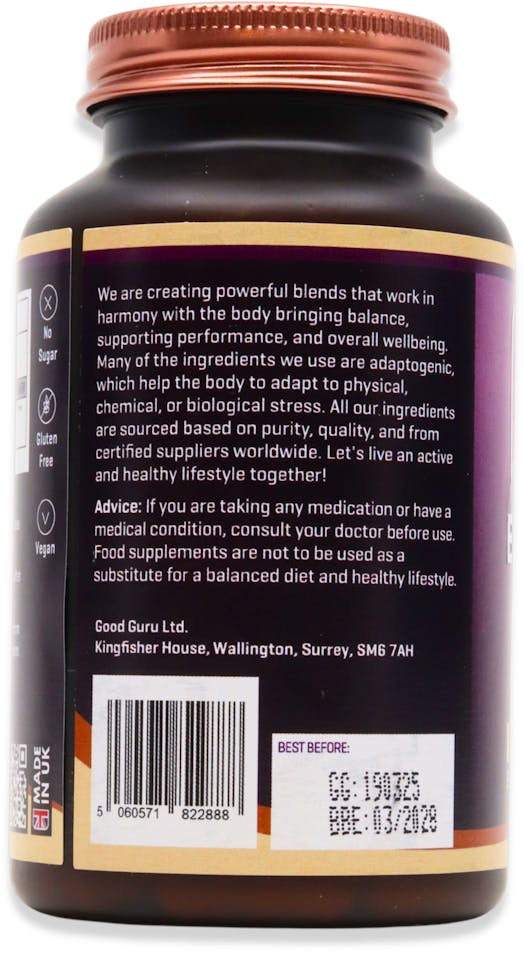 No
Sugar
Gluten
Free
Vegan
MADE
IN UK
We are creating powerful blends that work in
harmony with the body bringing balance,
supporting performance, and overall wellbeing.
Many of the ingredients we use are adaptogenic,
which help the body to adapt to physical,
chemical, or biological stress. All our ingredients
are sourced based on purity, quality, and from
certified suppliers worldwide. Let's live an active
and healthy lifestyle together!
Advice: If you are taking any medication or have a
medical condition, consult your doctor before use.
Food supplements are not to be used as a
substitute for a balanced diet and healthy lifestyle.
Good Guru Ltd.
Kingfisher House, Wallington, Surrey, SM6 7AH
5 060571 822888
BEST BEFORE:
GG: 190325
BBE: 03/2028